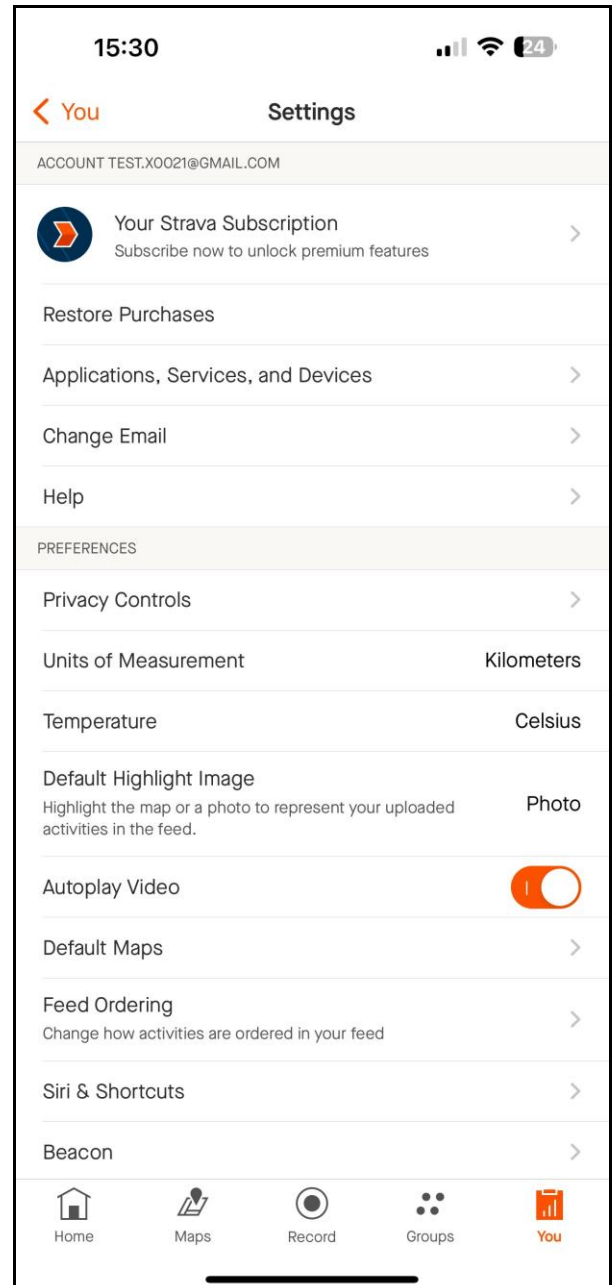 15:30
24
You
Settings
ACCOUNT TEST.X0021@GMAIL.COM
Your Strava Subscription
Subscribe now to unlock premium features
Restore Purchases
Applications, Services, and Devices
Change Email
Help
PREFERENCES
Privacy Controls
Units of Measurement
Kilometers
Temperature
Celsius
Default Highlight Image
Highlight the map or a photo to represent your uploaded
activities in the feed.
Photo
Autoplay Video
Default Maps
Feed Ordering
Change how activities are ordered in your feed
Siri & Shortcuts
Beacon
Home
Maps
Record
Groups
You